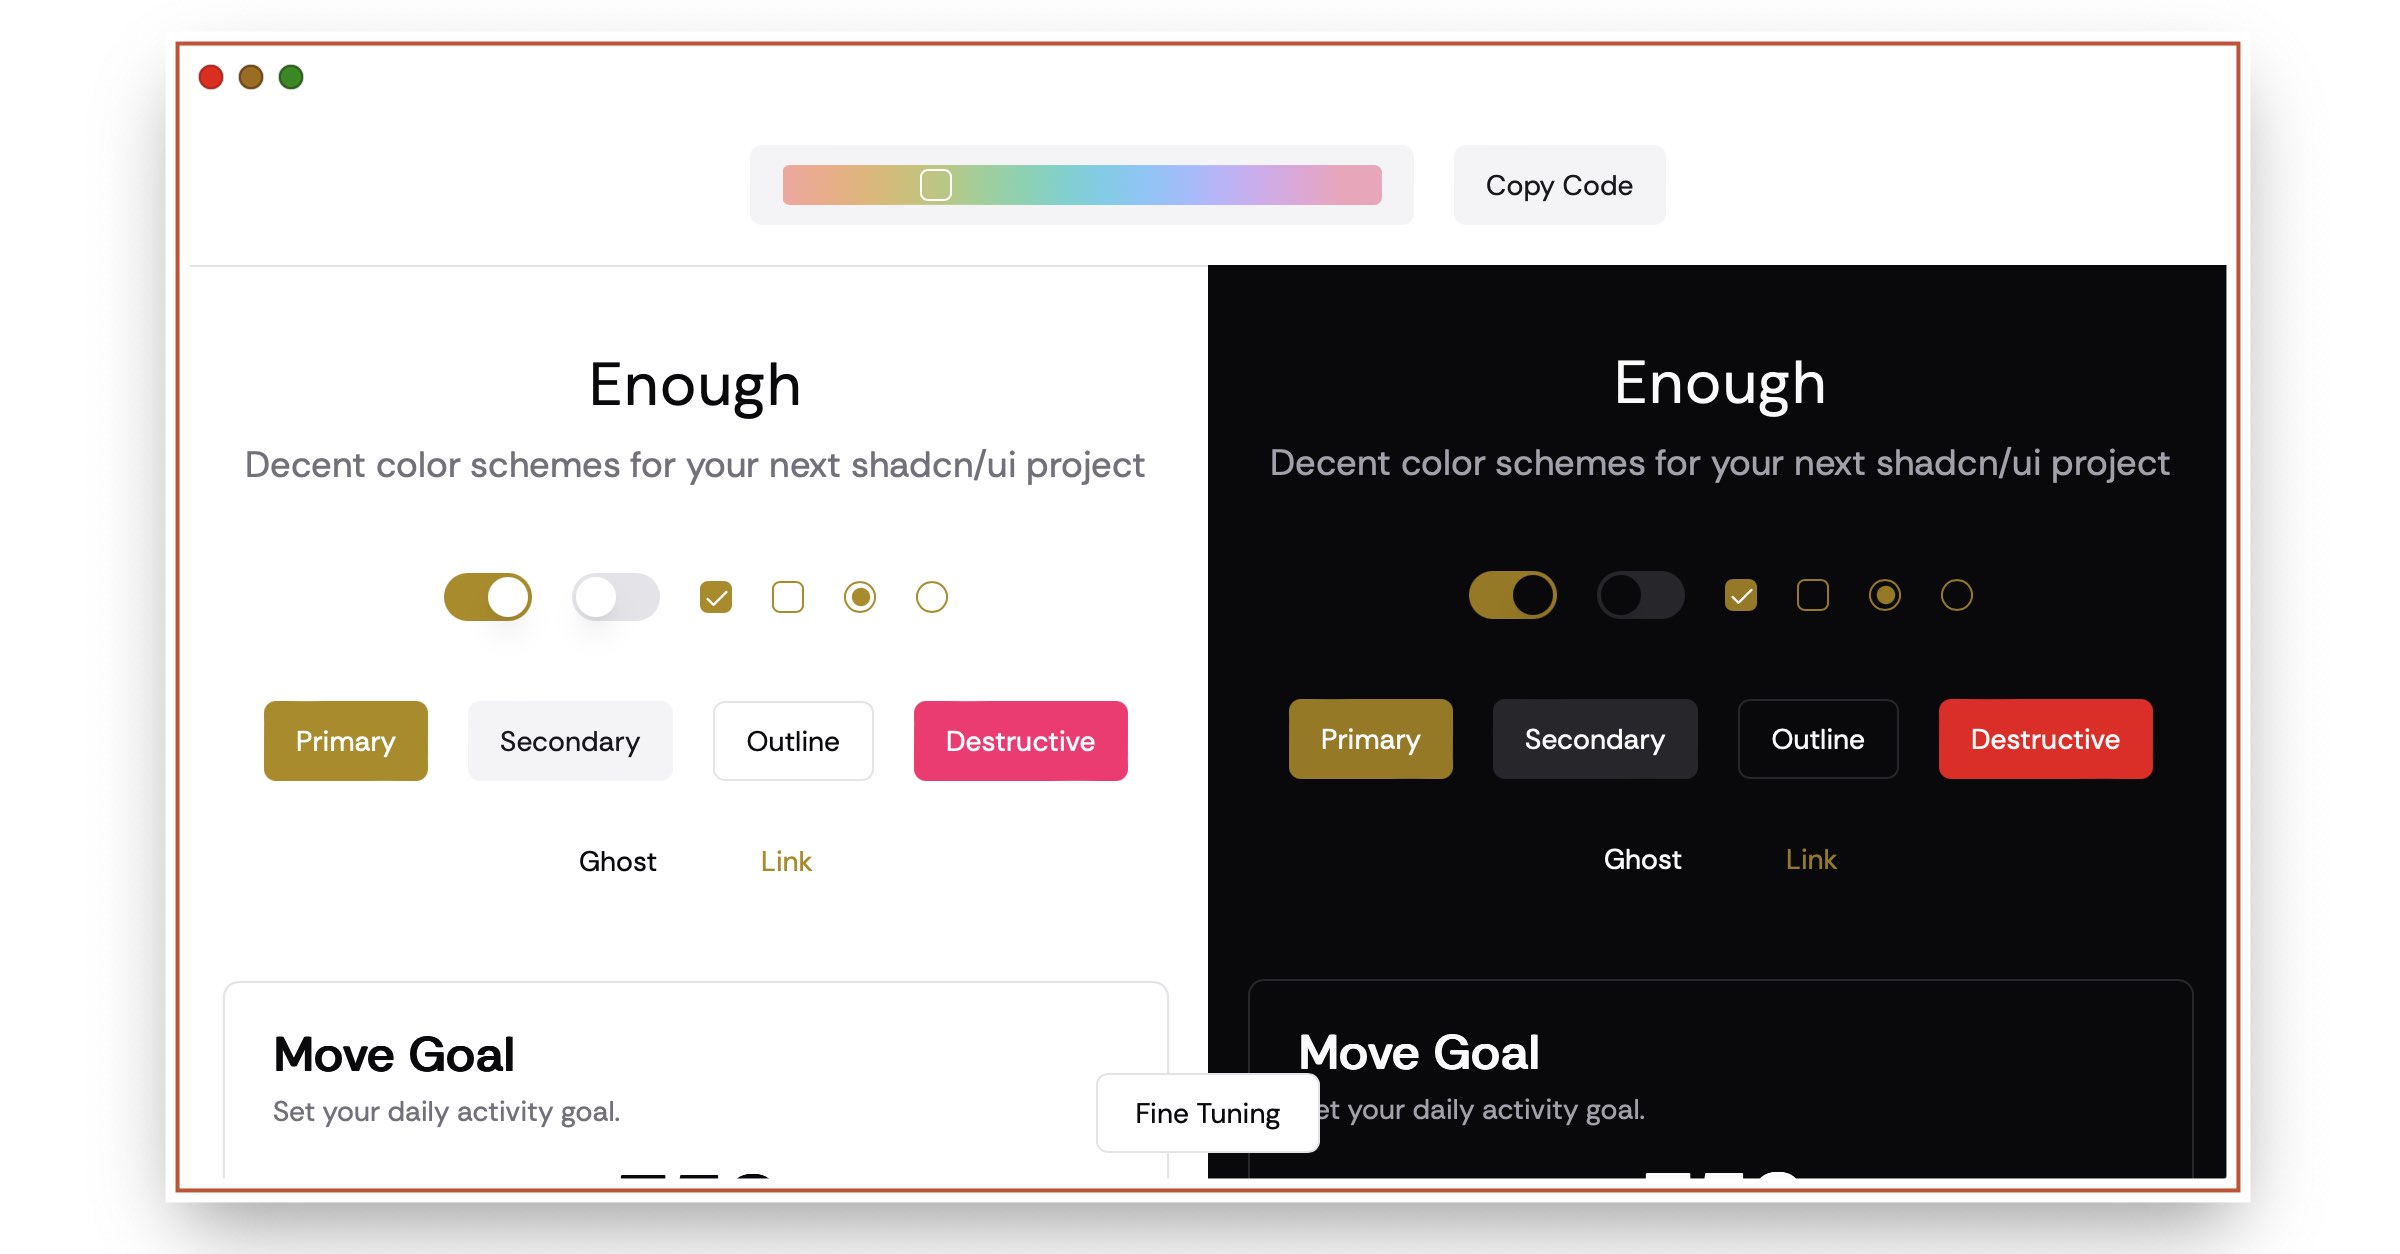 Copy Code
Enough
Decent color schemes for your next shadcn/ui project
Primary
Secondary
Outline
Destructive
Ghost
Link
Move Goal
Set your daily activity goal.
Enough
Decent color schemes for your next shadcn/ui project
Primary
Secondary
Outline
Destructive
Ghost
Link
Move Goal
et your daily activity goal.
Fine Tuning